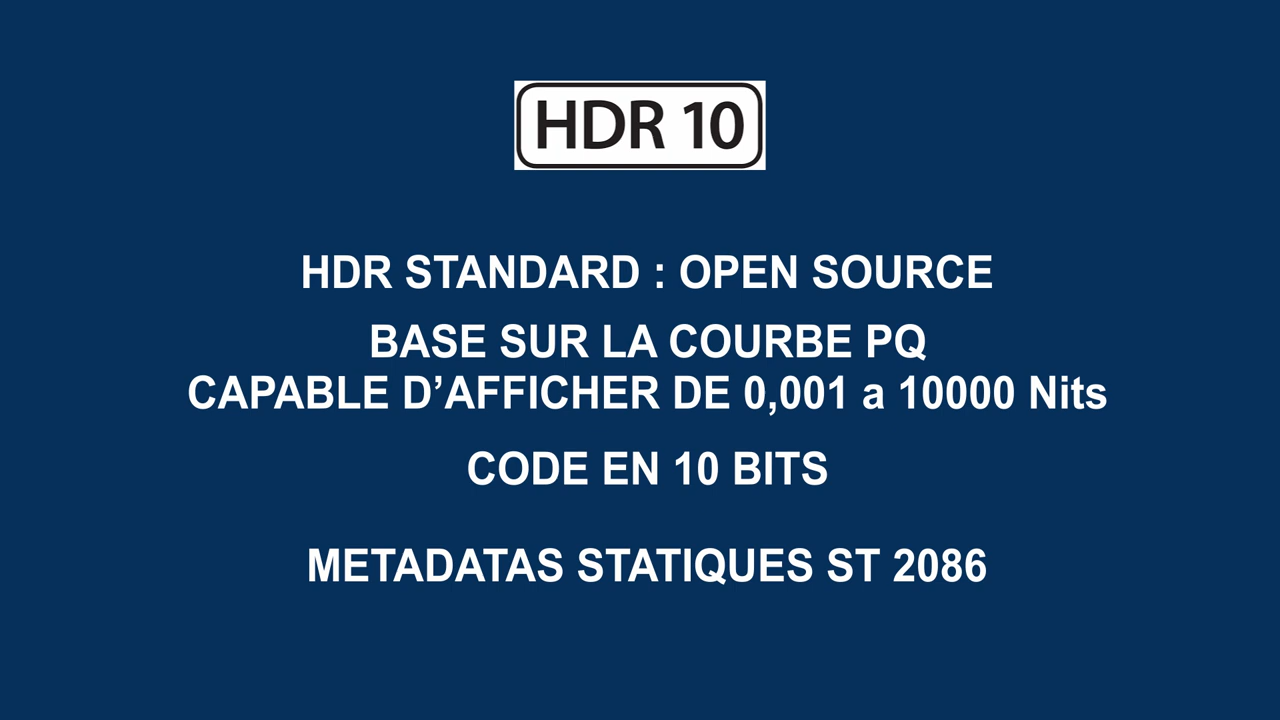 HDR 10
HDR STANDARD : OPEN SOURCE
BASE SUR LA COURBE PQ
CAPABLE D’AFFICHER DE 0,001 a 10000 Nits
CODE EN 10 BITS
METADATAS STATIQUES ST 2086